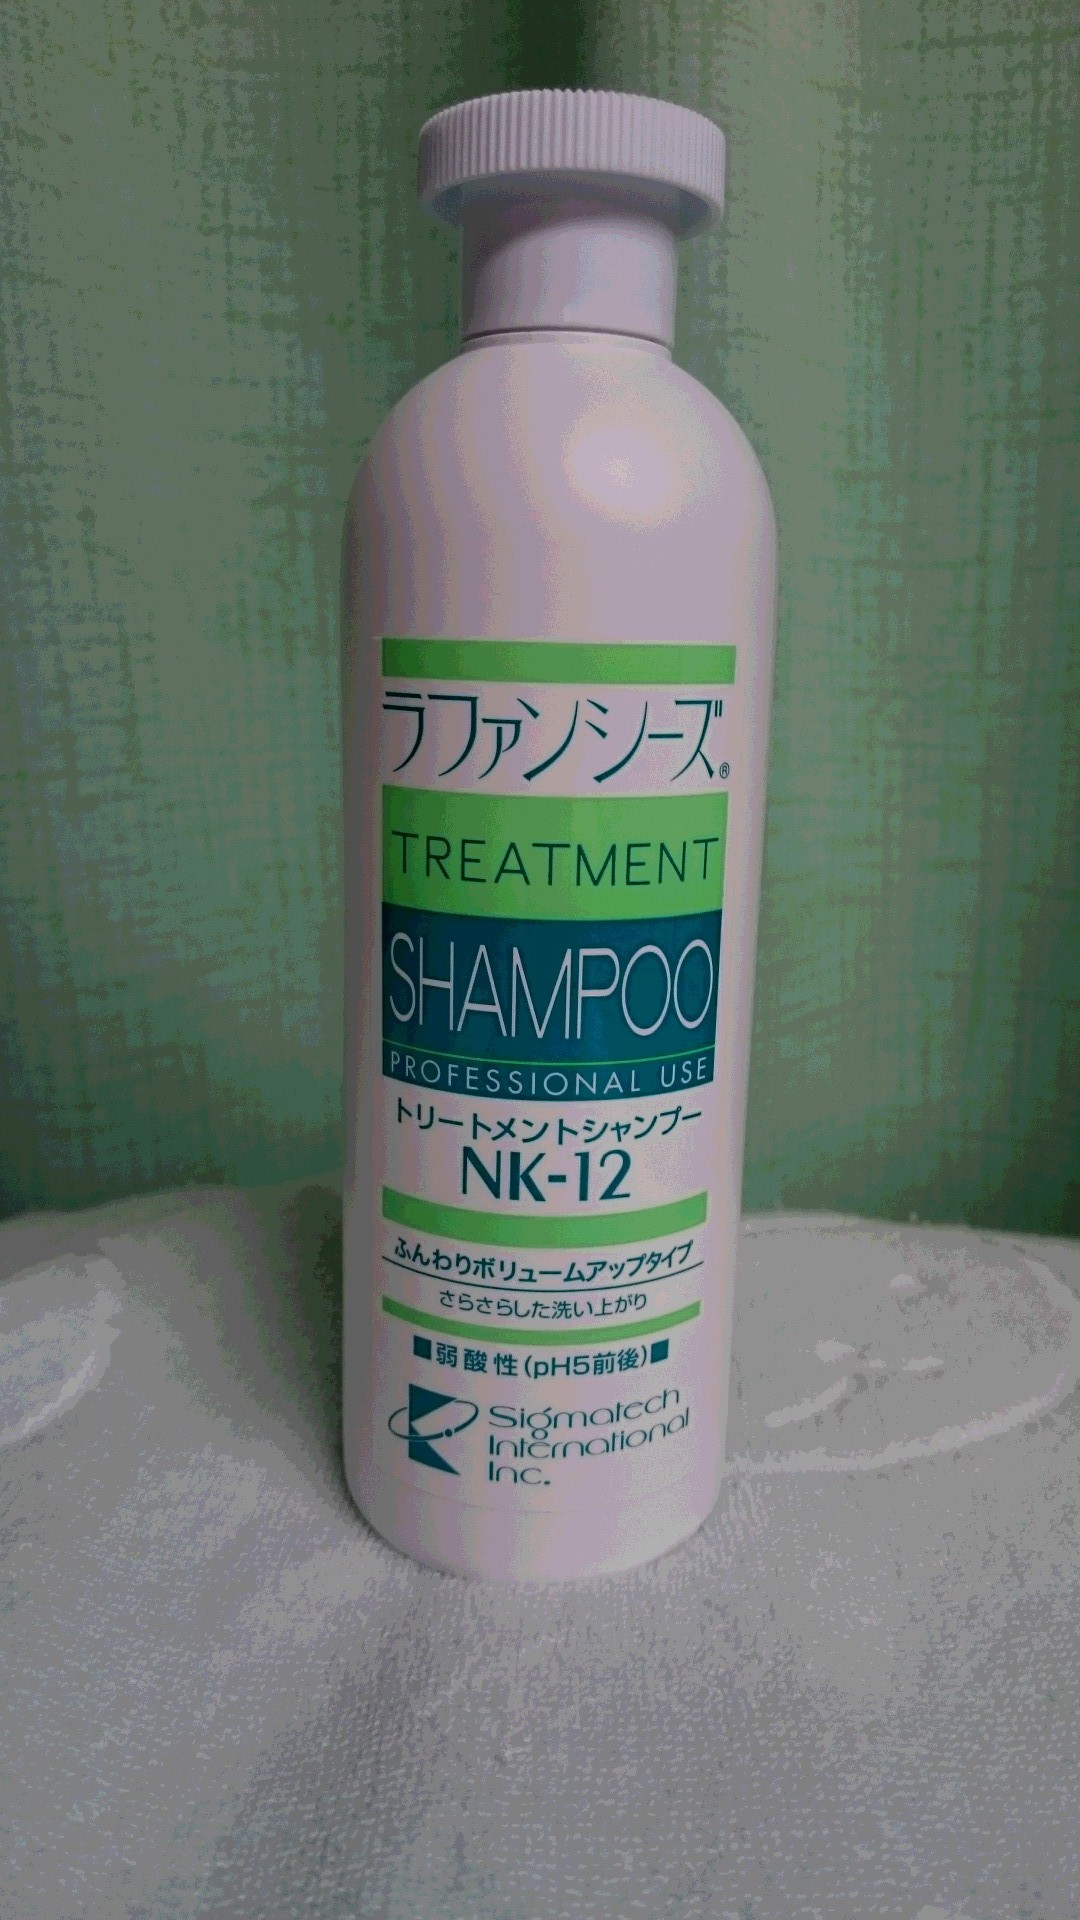 ラファンシーズ®
TREATMENT
SHAMPOO
PROFESSIONAL USE
トリートメントシャンプー
NK-12
ふんわりボリュームアップタイプ
さらさらした洗い上がり
■弱酸性(pH5前後)■
Sigmatech
International
Inc.